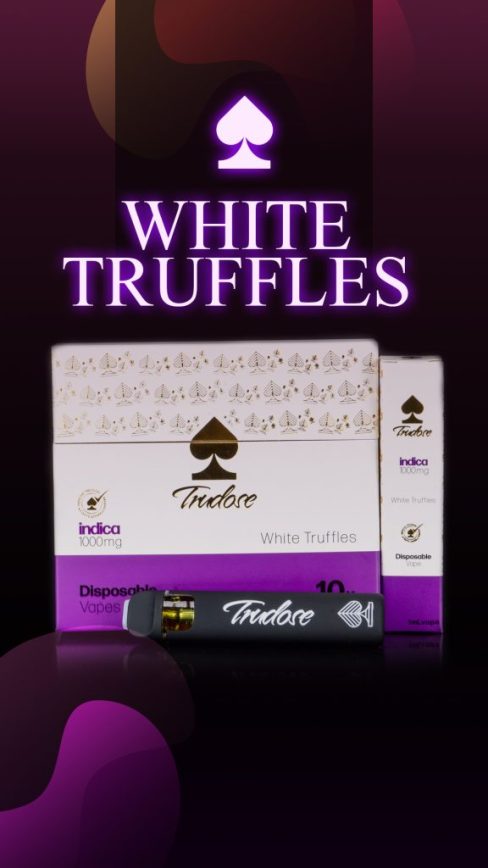 WHITE
TRUFFLES
Trudose
indica
1000mg
White Truffles
Disposable
Vapes
Trudose
Trudose
indica
1000mg
White Truffles
Disposable
Vape